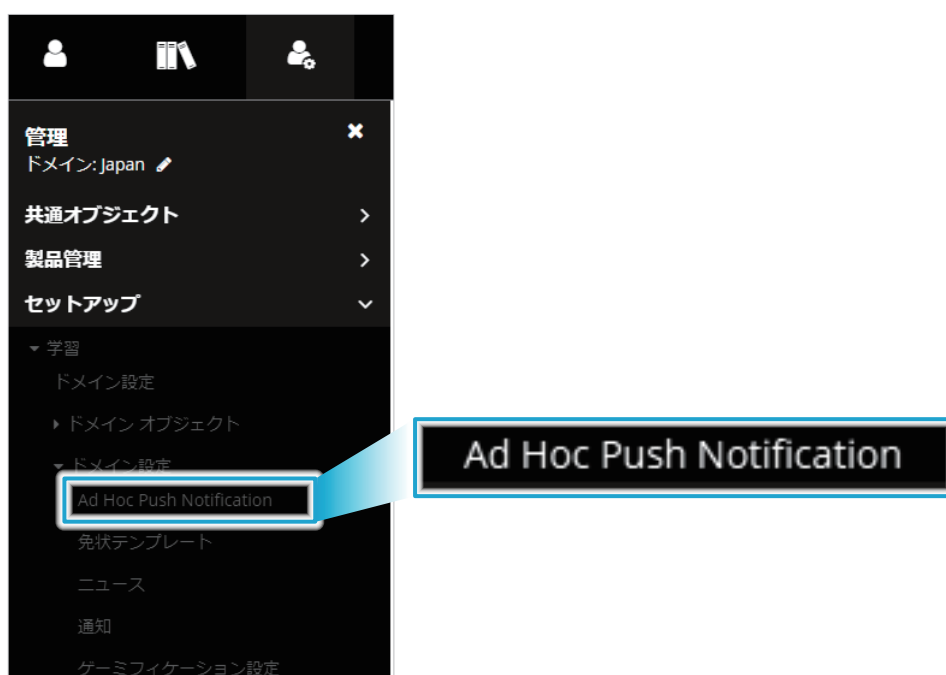 管理
ドメイン: Japan
共通オブジェクト
製品管理
セットアップ
学習
ドメイン設定
ドメイン オブジェクト
ドメイン設定
Ad Hoc Push Notification
Ad Hoc Push Notification
免状テンプレート
ニュース
通知
ゲーミフィケーション設定